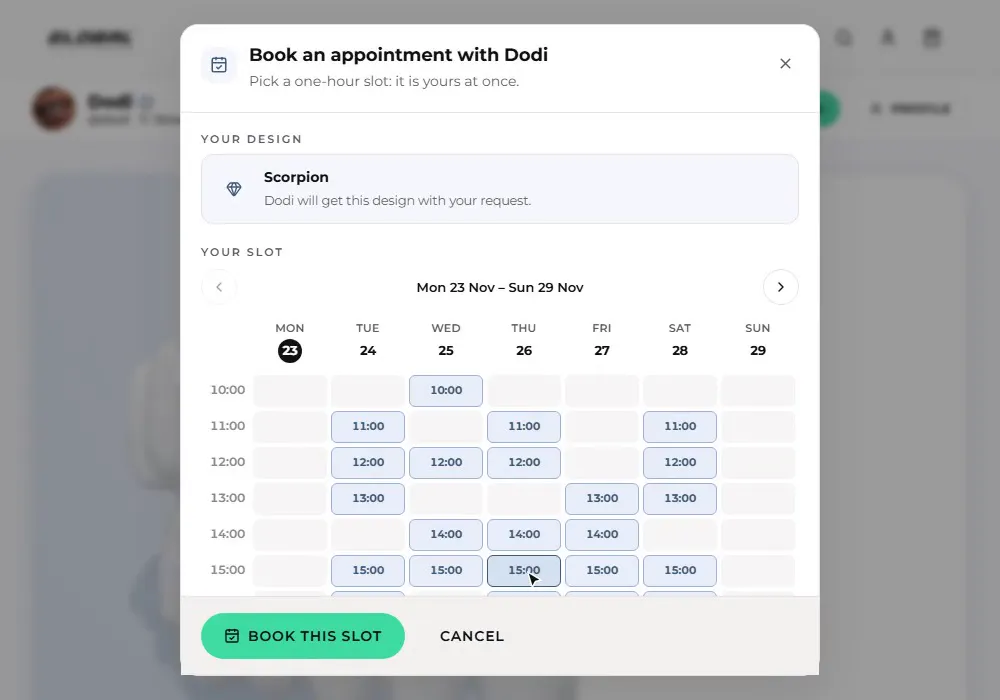 GLOBAL
Book an appointment with Dodi
Pick a one-hour slot: it is yours at once.
Dodi
PROFILE
YOUR DESIGN
Scorpion
Dodi will get this design with your request.
YOUR SLOT
Mon 23 Nov – Sun 29 Nov
MON TUE WED THU FRI SAT SUN
23 24 25 26 27 28 29
10:00 10:00
11:00 11:00 11:00 11:00
12:00 12:00 12:00 12:00 12:00
13:00 13:00 13:00 13:00
14:00 14:00 14:00 14:00
15:00 15:00 15:00 15:00 15:00 15:00
BOOK THIS SLOT CANCEL